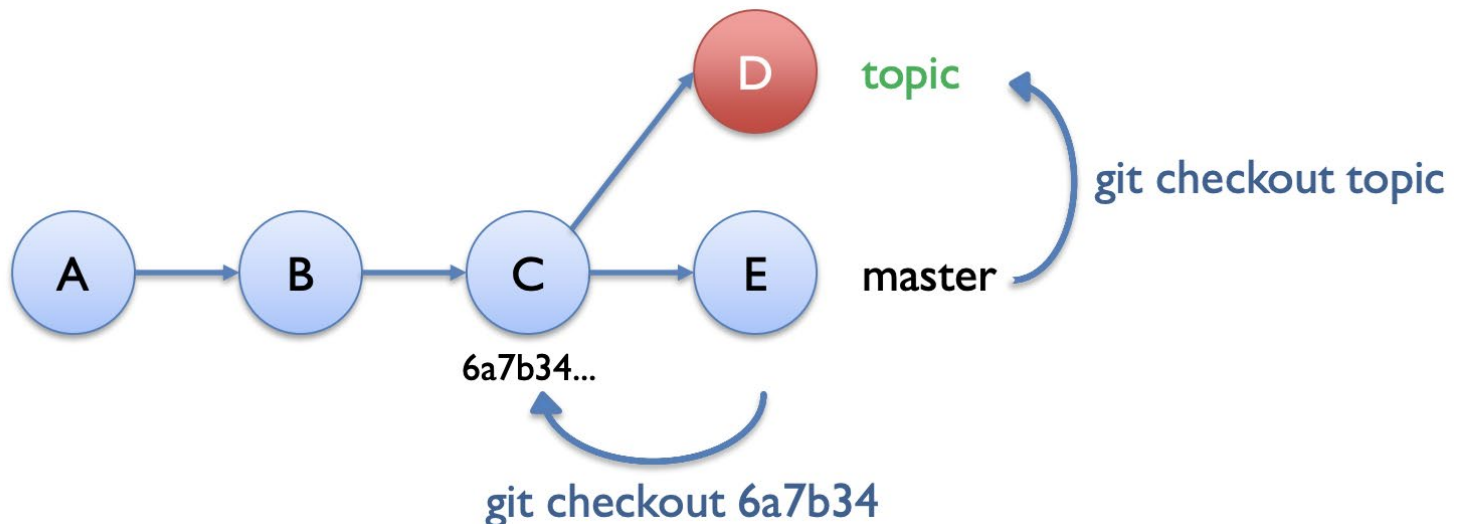 D topic
git checkout topic
A B C E master
6a7b34...
git checkout 6a7b34